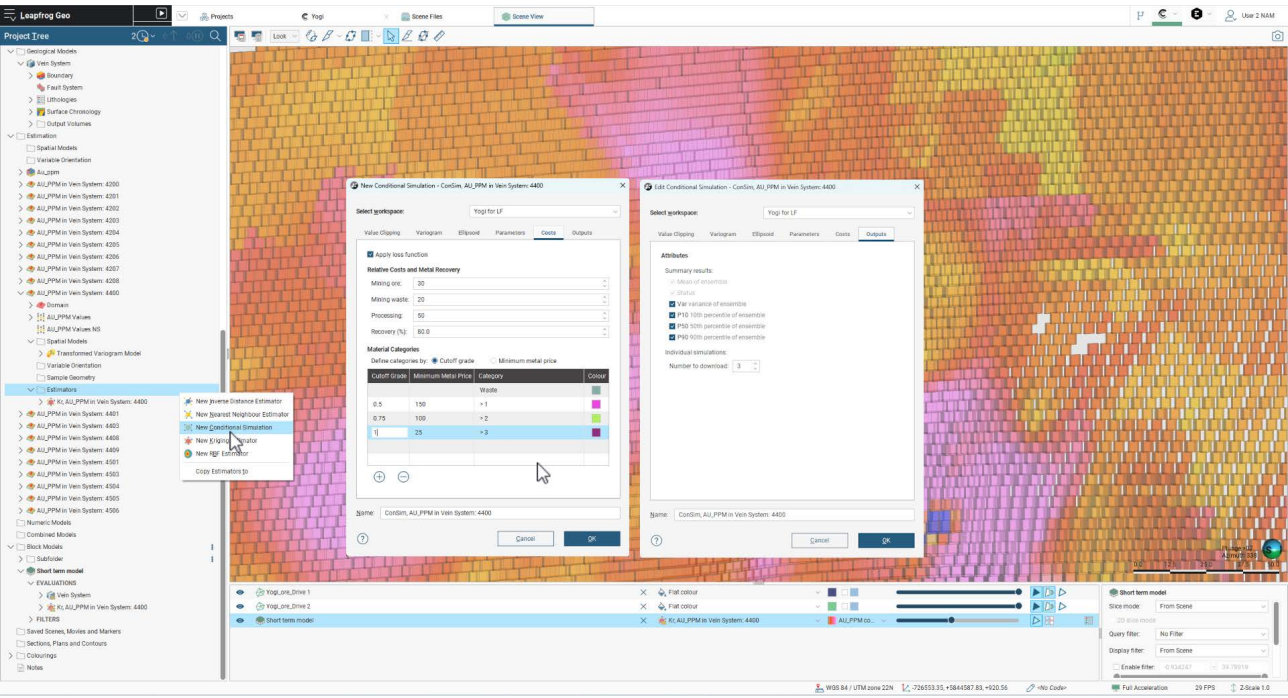 Leapfrog Geo
Projects
Yogi
Scene Files
Scene View
User 2 NAM
Project Tree
Look
Geological Models
Vein System
Boundary
Fault System
Lithologies
Surface Chronology
Output Volumes
Estimation
Spatial Models
Variable Orientation
Au_ppm
AU_PPM in Vein System: 4200
AU_PPM in Vein System: 4201
AU_PPM in Vein System: 4202
AU_PPM in Vein System: 4203
AU_PPM in Vein System: 4204
AU_PPM in Vein System: 4205
AU_PPM in Vein System: 4206
AU_PPM in Vein System: 4207
AU_PPM in Vein System: 4208
AU_PPM in Vein System: 4400
Domain
AU_PPM Values
AU_PPM Values NS
Spatial Models
Transformed Variogram Model
Variable Orientation
Sample Geometry
Estimators
Kr, AU_PPM in Vein System: 4400
AU_PPM in Vein System: 4401
AU_PPM in Vein System: 4403
AU_PPM in Vein System: 4408
AU_PPM in Vein System: 4409
AU_PPM in Vein System: 4501
AU_PPM in Vein System: 4503
AU_PPM in Vein System: 4504
AU_PPM in Vein System: 4505
AU_PPM in Vein System: 4506
Numeric Models
Combined Models
Block Models
Subfolder
Short term model
EVALUATIONS
Vein System
Kr, AU_PPM in Vein System: 4400
FILTERS
Saved Scenes, Movies and Markers
Sections, Plans and Contours
Colourings
Notes
New Inverse Distance Estimator
New Nearest Neighbour Estimator
New Conditional Simulation
New Kriging Estimator
New RBF Estimator
Copy Estimators to
New Conditional Simulation - ConSim, AU_PPM in Vein System: 4400
Select workspace:
Yogi for LF
Value Clipping Variogram Ellipsoid Parameters Costs Outputs
Apply loss function
Relative Costs and Metal Recovery
Mining ore: 30
Mining waste: 20
Processing: 50
Recovery (%): 60.0
Material Categories
Define categories by: Cutoff grade Minimum metal price
Cutoff Grade Minimum Metal Price Category Colour
Waste
0.5 150 > 1
0.75 100 > 2
1 25 > 3
Name: ConSim, AU_PPM in Vein System: 4400
Cancel OK
Edit Conditional Simulation - ConSim, AU_PPM in Vein System: 4400
Select workspace:
Yogi for LF
Value Clipping Variogram Ellipsoid Parameters Costs Outputs
Attributes
Summary results:
Mean of ensemble
Status
Var variance of ensemble
P10 10th percentile of ensemble
P50 50th percentile of ensemble
P90 90th percentile of ensemble
Individual simulations:
Number to download: 3
Name: ConSim, AU_PPM in Vein System: 4400
Cancel OK
Yogi_ore_Drive 1
Flat colour
Yogi_ore_Drive 2
Flat colour
Short term model
Kr, AU_PPM in Vein System: 4400
AU_PPM co...
Short term model
Slice mode: From Scene
2D slice mode
Query filter: No Filter
Display filter: From Scene
Enable filter:
WGS 84 / UTM zone 22N
-726553.35, +5844587.83, +920.56
<No Code>
Full Acceleration
29 FPS
Z-Scale 1.0